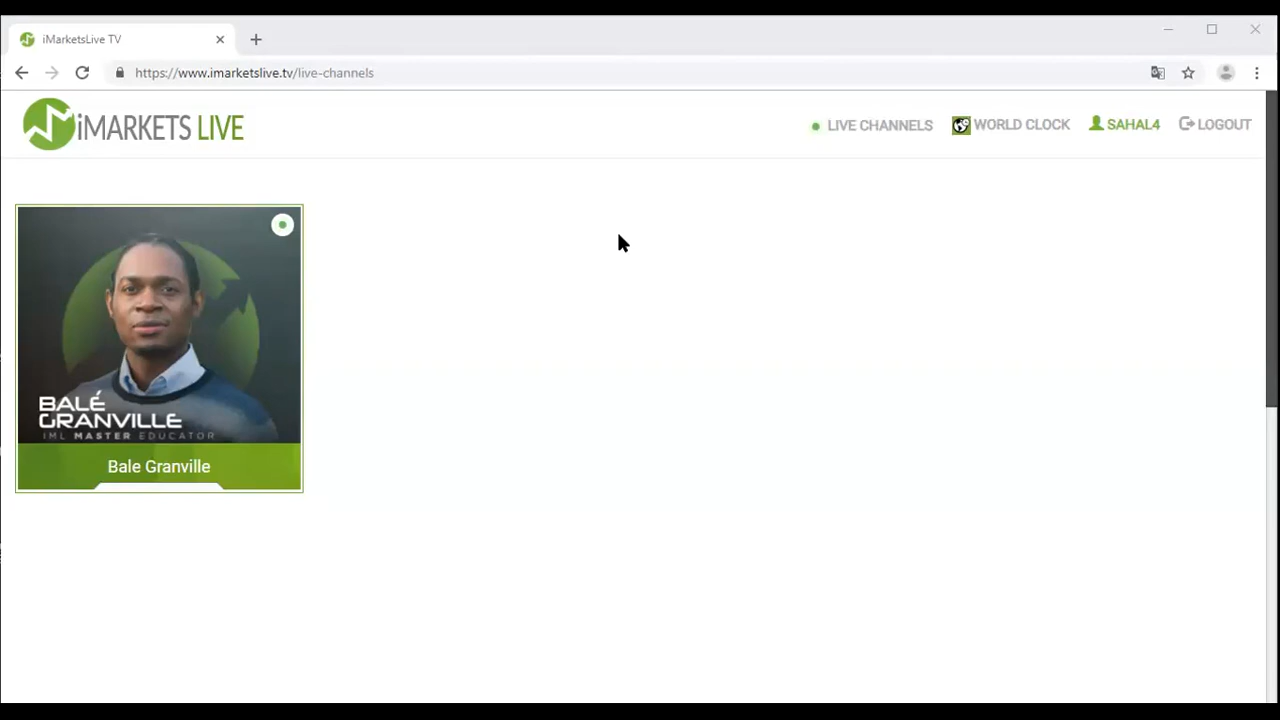 iMarketsLive TV
https://www.imarketslive.tv/live-channels
iMARKETS LIVE
LIVE CHANNELS
WORLD CLOCK
SAHAL4
LOGOUT
BALÉ
GRANVILLE
IML MASTER EDUCATOR
Bale Granville